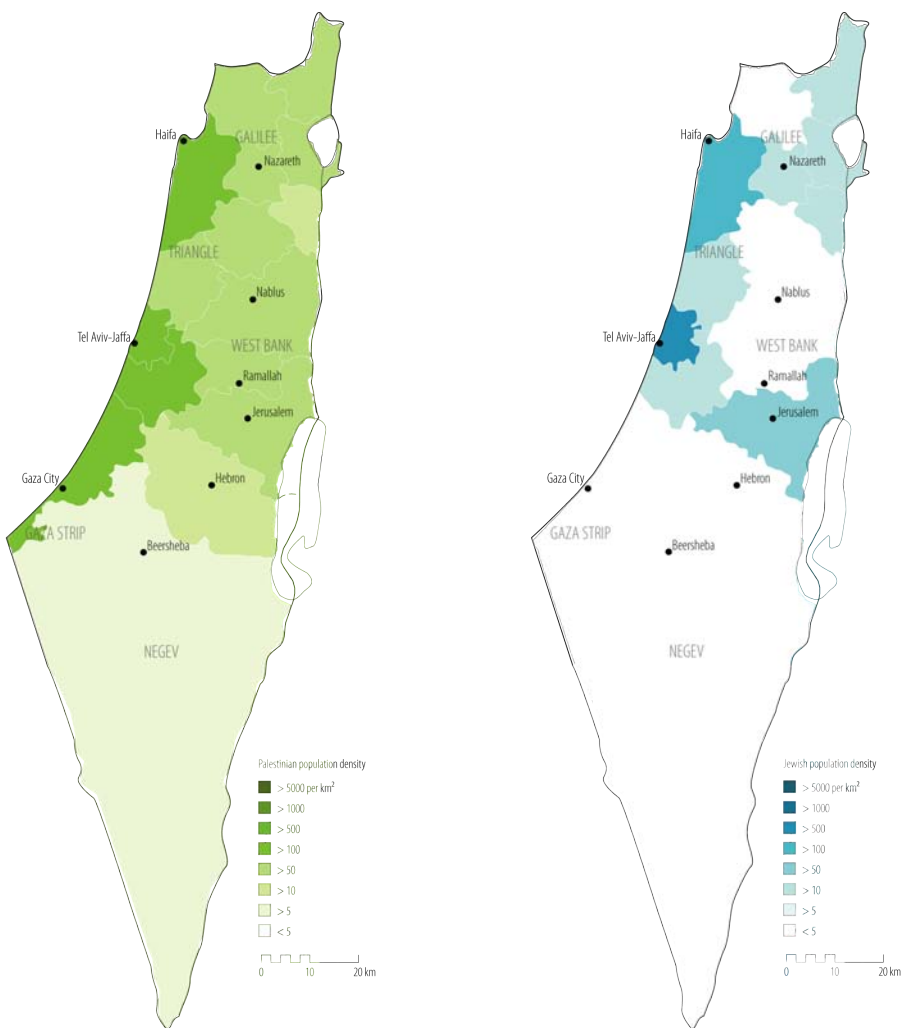 Haifa
GALILEE
Nazareth
TRIANGLE
Nablus
Tel Aviv-Jaffa
WEST BANK
Ramallah
Jerusalem
Gaza City
Hebron
GAZA STRIP
Beersheba
NEGEV
Palestinian population density
> 5000 per km²
> 1000
> 500
> 100
> 50
> 10
> 5
< 5
0 10 20 km
Haifa
GALILEE
Nazareth
TRIANGLE
Nablus
Tel Aviv-Jaffa
WEST BANK
Ramallah
Jerusalem
Gaza City
Hebron
GAZA STRIP
Beersheba
NEGEV
Jewish population density
> 5000 per km²
> 1000
> 500
> 100
> 50
> 10
> 5
< 5
0 10 20 km